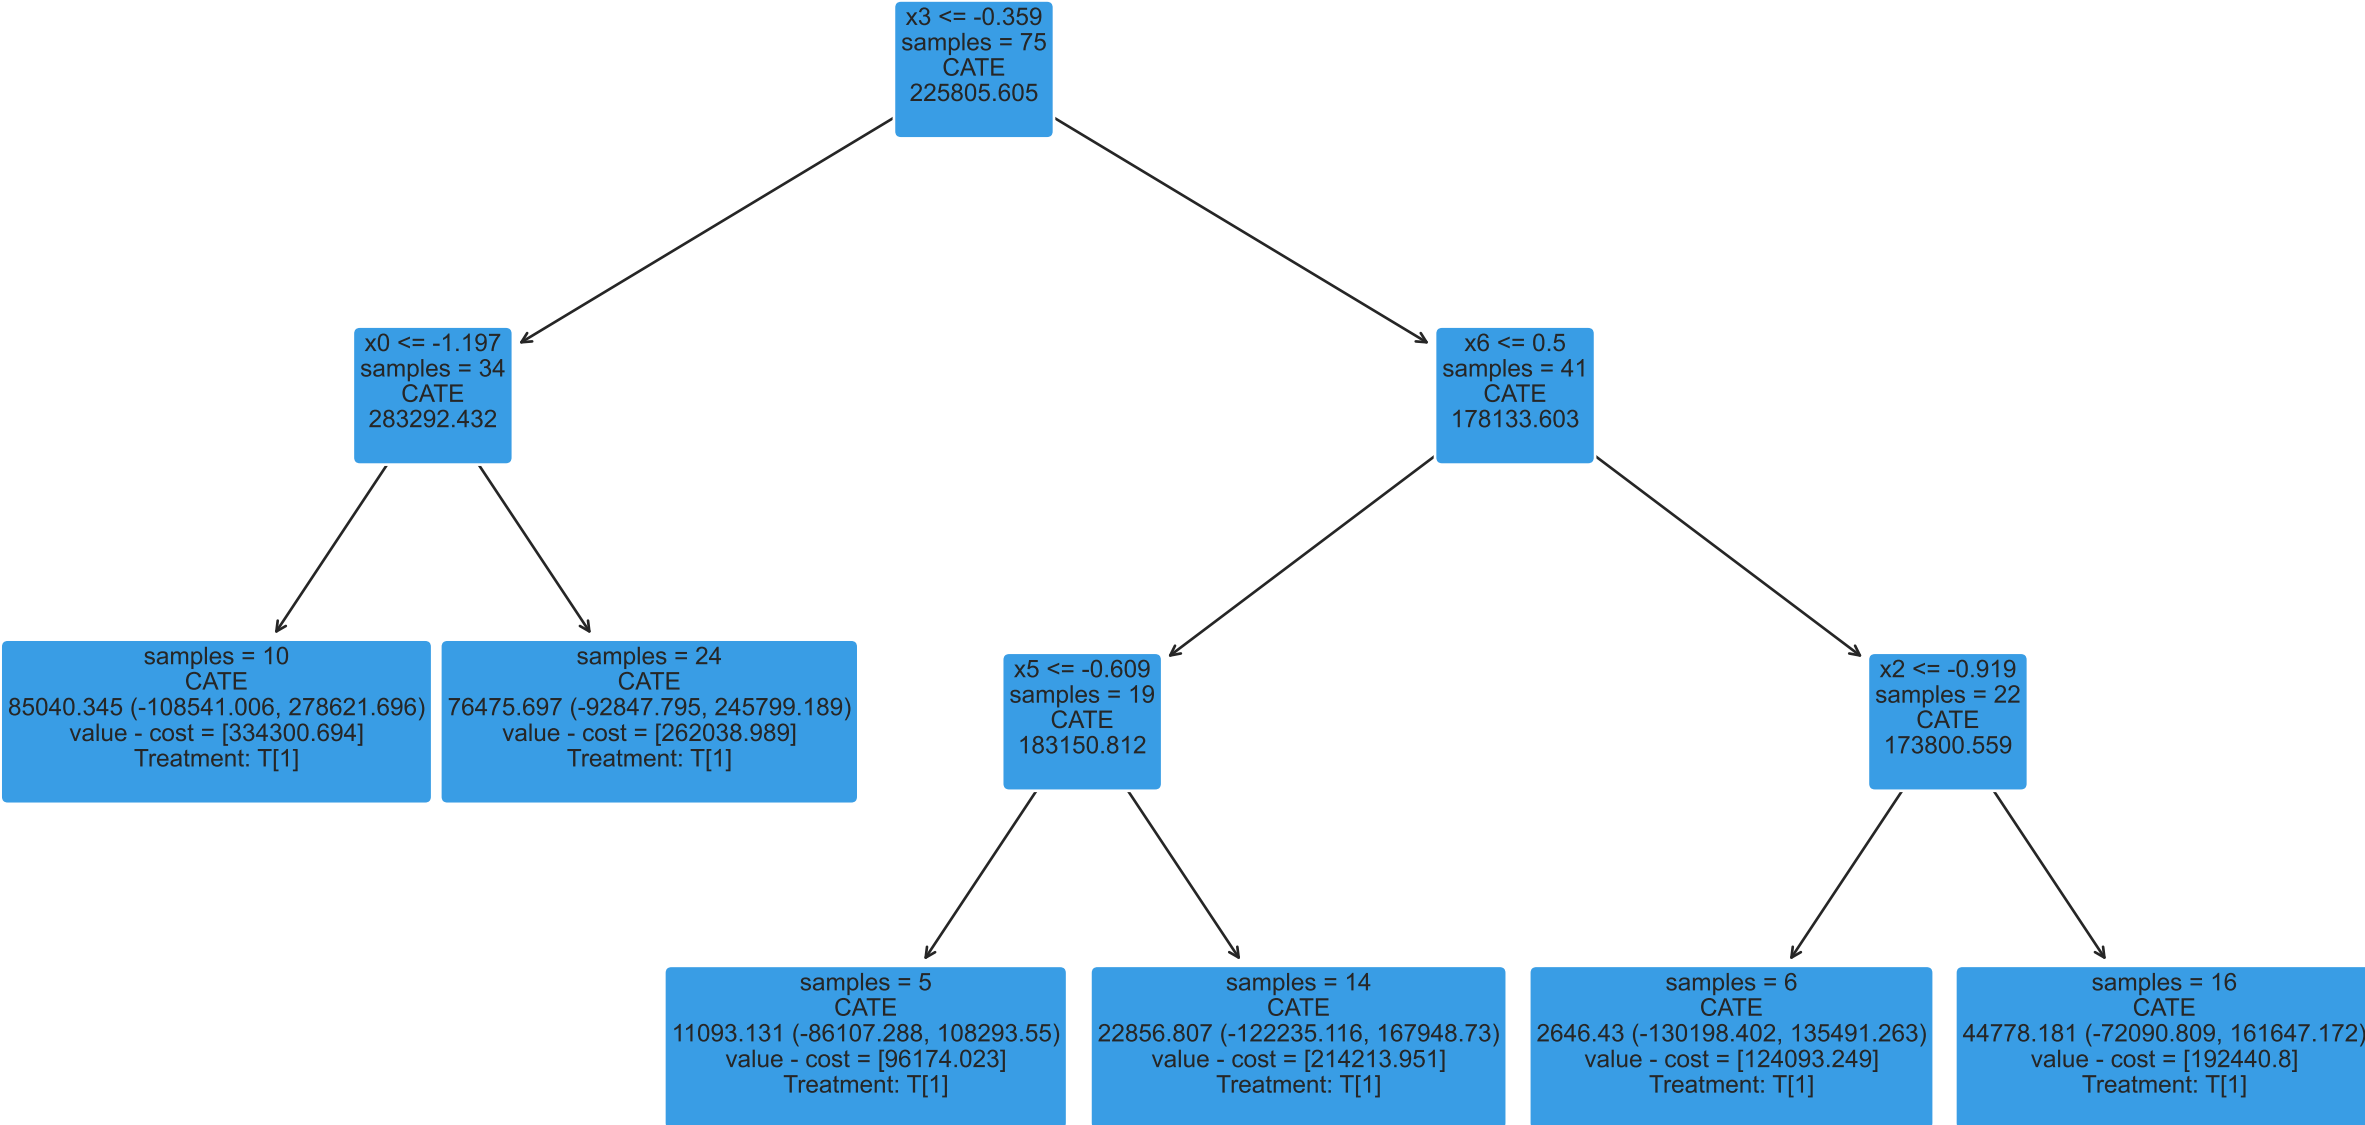 x3 <= -0.359
samples = 75
CATE
225805.605
x0 <= -1.197
samples = 34
CATE
283292.432
x6 <= 0.5
samples = 41
CATE
178133.603
samples = 10
CATE
85040.345 (-108541.006, 278621.696)
value - cost = [334300.694]
Treatment: T[1]
samples = 24
CATE
76475.697 (-92847.795, 245799.189)
value - cost = [262038.989]
Treatment: T[1]
x5 <= -0.609
samples = 19
CATE
183150.812
x2 <= -0.919
samples = 22
CATE
173800.559
samples = 5
CATE
11093.131 (-86107.288, 108293.55)
value - cost = [96174.023]
Treatment: T[1]
samples = 14
CATE
22856.807 (-122235.116, 167948.73)
value - cost = [214213.951]
Treatment: T[1]
samples = 6
CATE
2646.43 (-130198.402, 135491.263)
value - cost = [124093.249]
Treatment: T[1]
samples = 16
CATE
44778.181 (-72090.809, 161647.172)
value - cost = [192440.8]
Treatment: T[1]